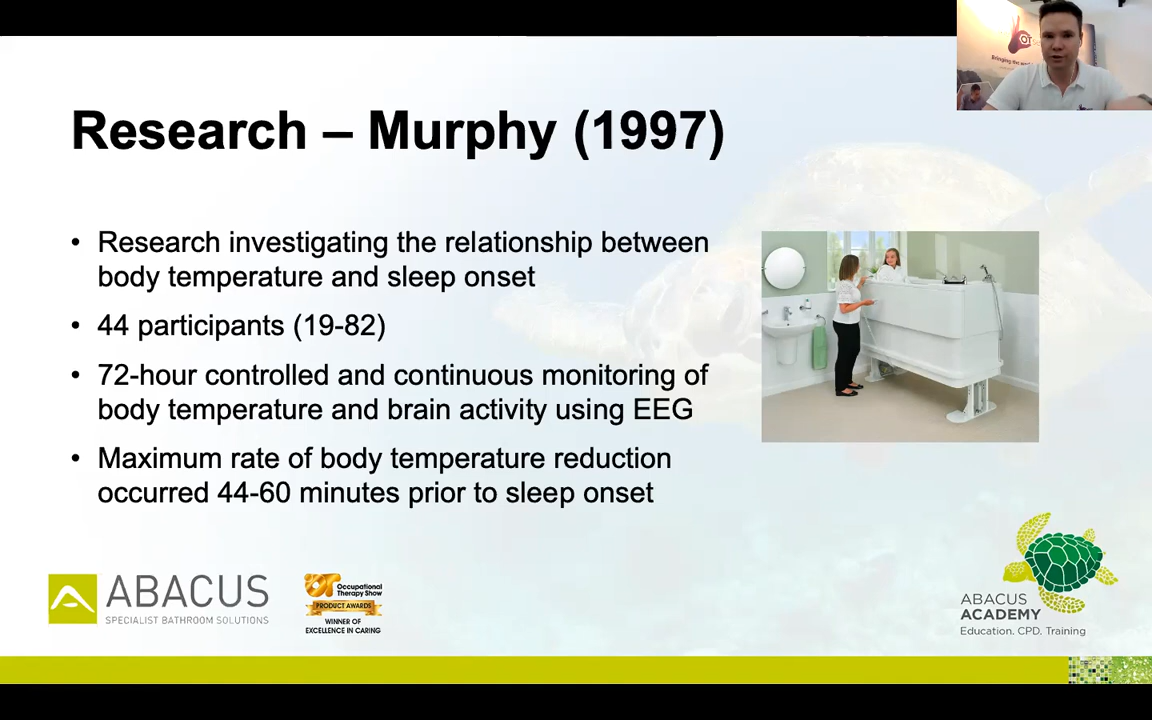 Research – Murphy (1997)
• Research investigating the relationship between
body temperature and sleep onset
• 44 participants (19-82)
• 72-hour controlled and continuous monitoring of
body temperature and brain activity using EEG
• Maximum rate of body temperature reduction
occurred 44-60 minutes prior to sleep onset
ABACUS
SPECIALIST BATHROOM SOLUTIONS
Occupational
Therapy Show
PRODUCT AWARDS
WINNER OF
EXCELLENCE IN CARING
ABACUS
ACADEMY
Education. CPD. Training
OT
Bringing the